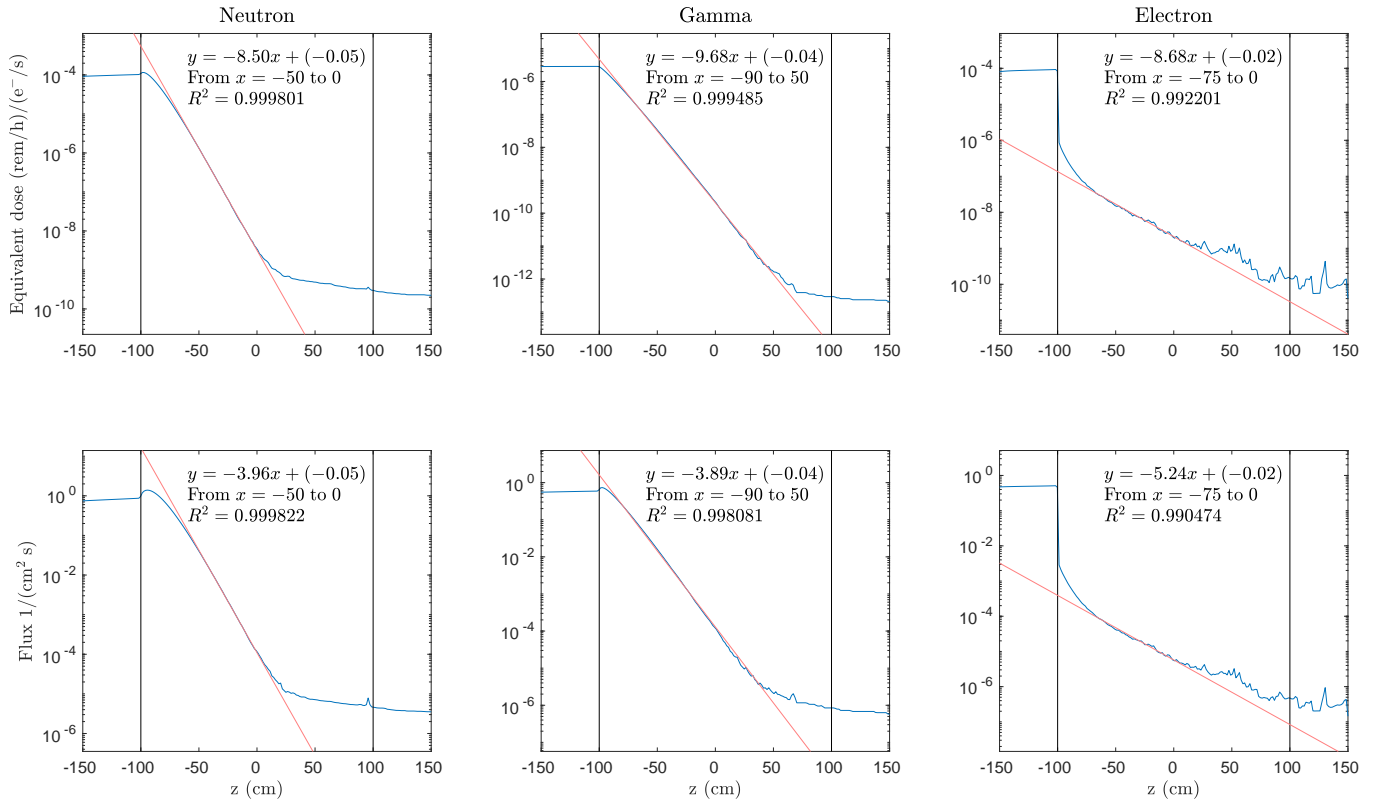 Neutron
Equivalent dose (rem/h)/(e⁻/s)
10⁻⁴
10⁻⁶
10⁻⁸
10⁻¹⁰
y = −8.50x + (−0.05)
From x = −50 to 0
R² = 0.999801
-150 -100 -50 0 50 100 150
Gamma
10⁻⁶
10⁻⁸
10⁻¹⁰
10⁻¹²
y = −9.68x + (−0.04)
From x = −90 to 50
R² = 0.999485
-150 -100 -50 0 50 100 150
Electron
10⁻⁴
10⁻⁶
10⁻⁸
10⁻¹⁰
y = −8.68x + (−0.02)
From x = −75 to 0
R² = 0.992201
-150 -100 -50 0 50 100 150
Flux 1/(cm² s)
10⁰
10⁻²
10⁻⁴
10⁻⁶
y = −3.96x + (−0.05)
From x = −50 to 0
R² = 0.999822
-150 -100 -50 0 50 100 150
z (cm)
10⁰
10⁻²
10⁻⁴
10⁻⁶
y = −3.89x + (−0.04)
From x = −90 to 50
R² = 0.998081
-150 -100 -50 0 50 100 150
z (cm)
10⁰
10⁻²
10⁻⁴
10⁻⁶
y = −5.24x + (−0.02)
From x = −75 to 0
R² = 0.990474
-150 -100 -50 0 50 100 150
z (cm)